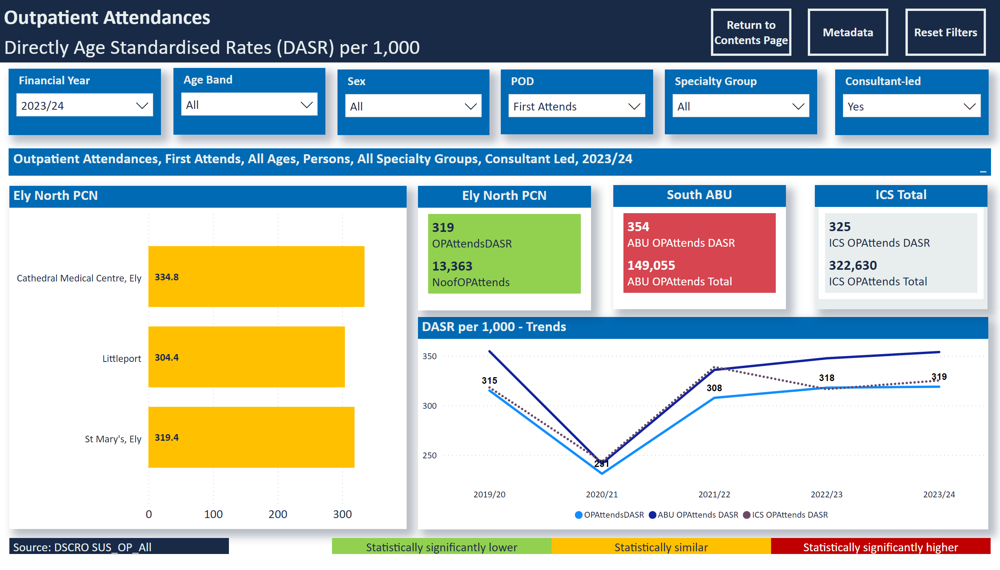 Outpatient Attendances
Directly Age Standardised Rates (DASR) per 1,000
Return to
Contents Page
Metadata
Reset Filters
Financial Year
2023/24
Age Band
All
Sex
All
POD
First Attends
Specialty Group
All
Consultant-led
Yes
Outpatient Attendances, First Attends, All Ages, Persons, All Specialty Groups, Consultant Led, 2023/24
Ely North PCN
Cathedral Medical Centre, Ely
334.8
Littleport
304.4
St Mary's, Ely
319.4
0 100 200 300
Ely North PCN
319
OPAttendsDASR
13,363
NoofOPAttends
South ABU
354
ABU OPAttends DASR
149,055
ABU OPAttends Total
ICS Total
325
ICS OPAttends DASR
322,630
ICS OPAttends Total
DASR per 1,000 - Trends
350
300
250
315
231
308
318
319
2019/20 2020/21 2021/22 2022/23 2023/24
OPAttendsDASR ABU OPAttends DASR ICS OPAttends DASR
Source: DSCRO SUS_OP_All
Statistically significantly lower
Statistically similar
Statistically significantly higher